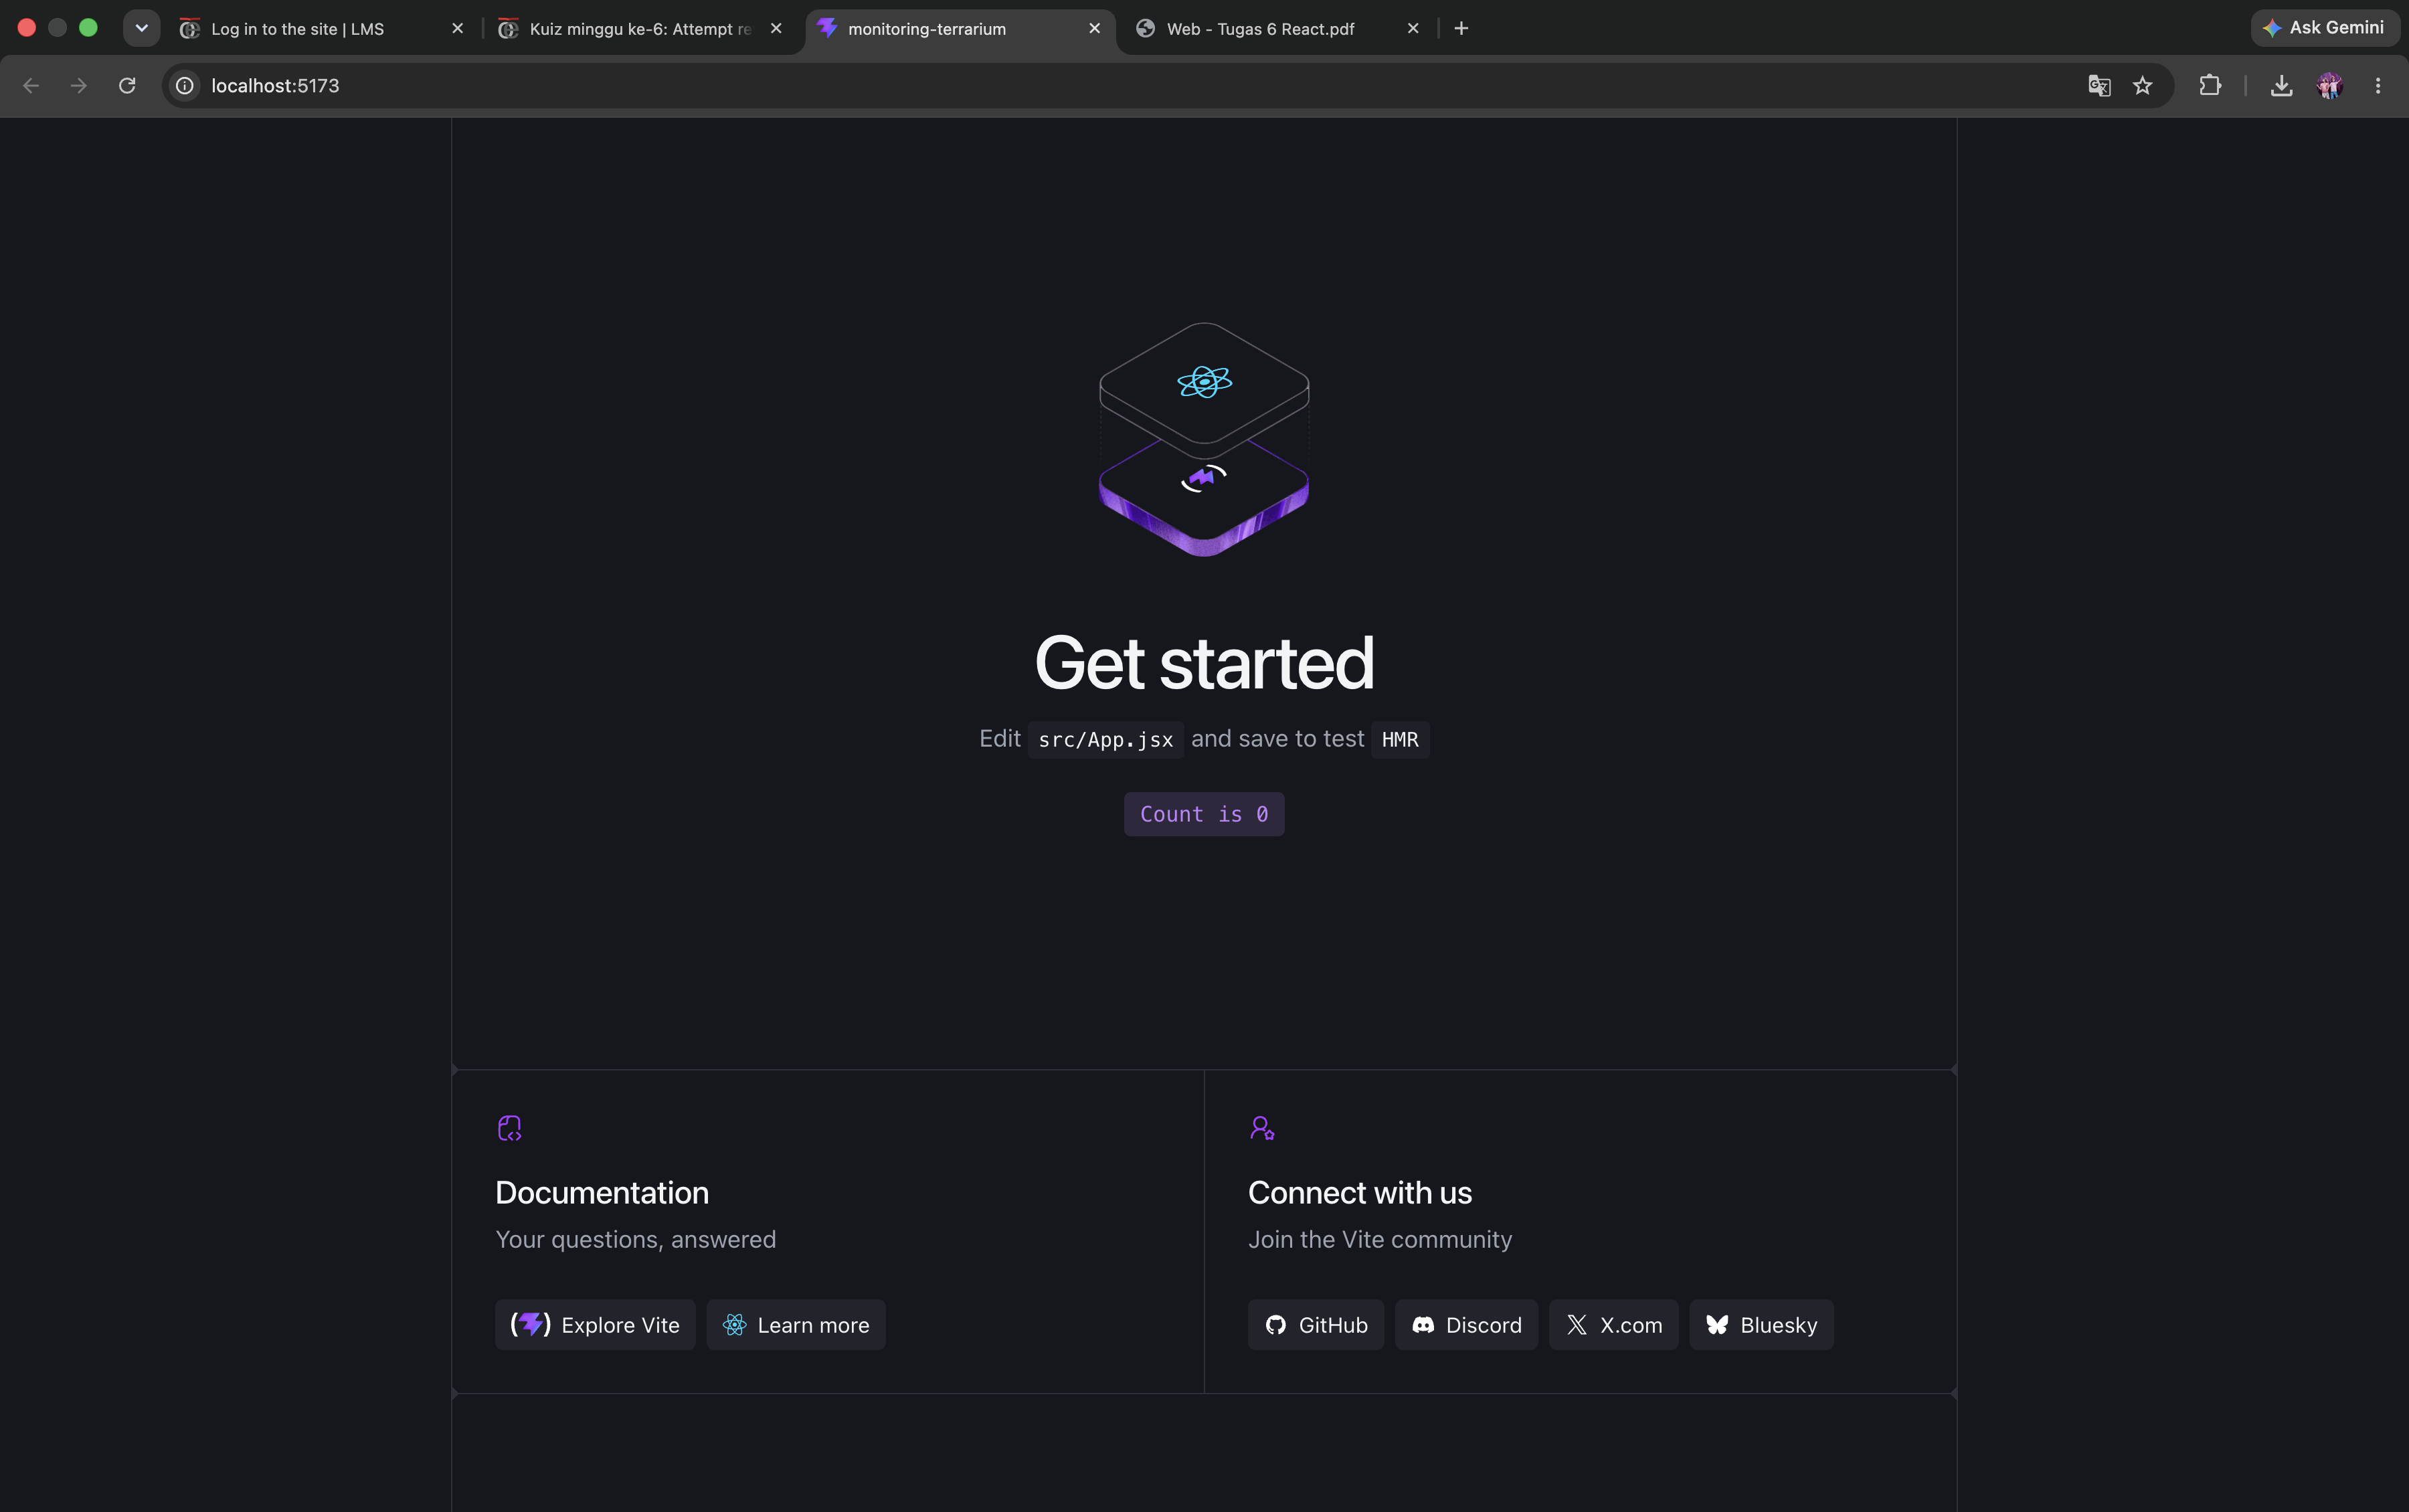 Log in to the site | LMS
Kuiz minggu ke-6: Attempt re
monitoring-terrarium
Web - Tugas 6 React.pdf
Ask Gemini
localhost:5173
Get started
Edit src/App.jsx and save to test HMR
Count is 0
Documentation
Your questions, answered
Explore Vite
Learn more
Connect with us
Join the Vite community
GitHub
Discord
X.com
Bluesky